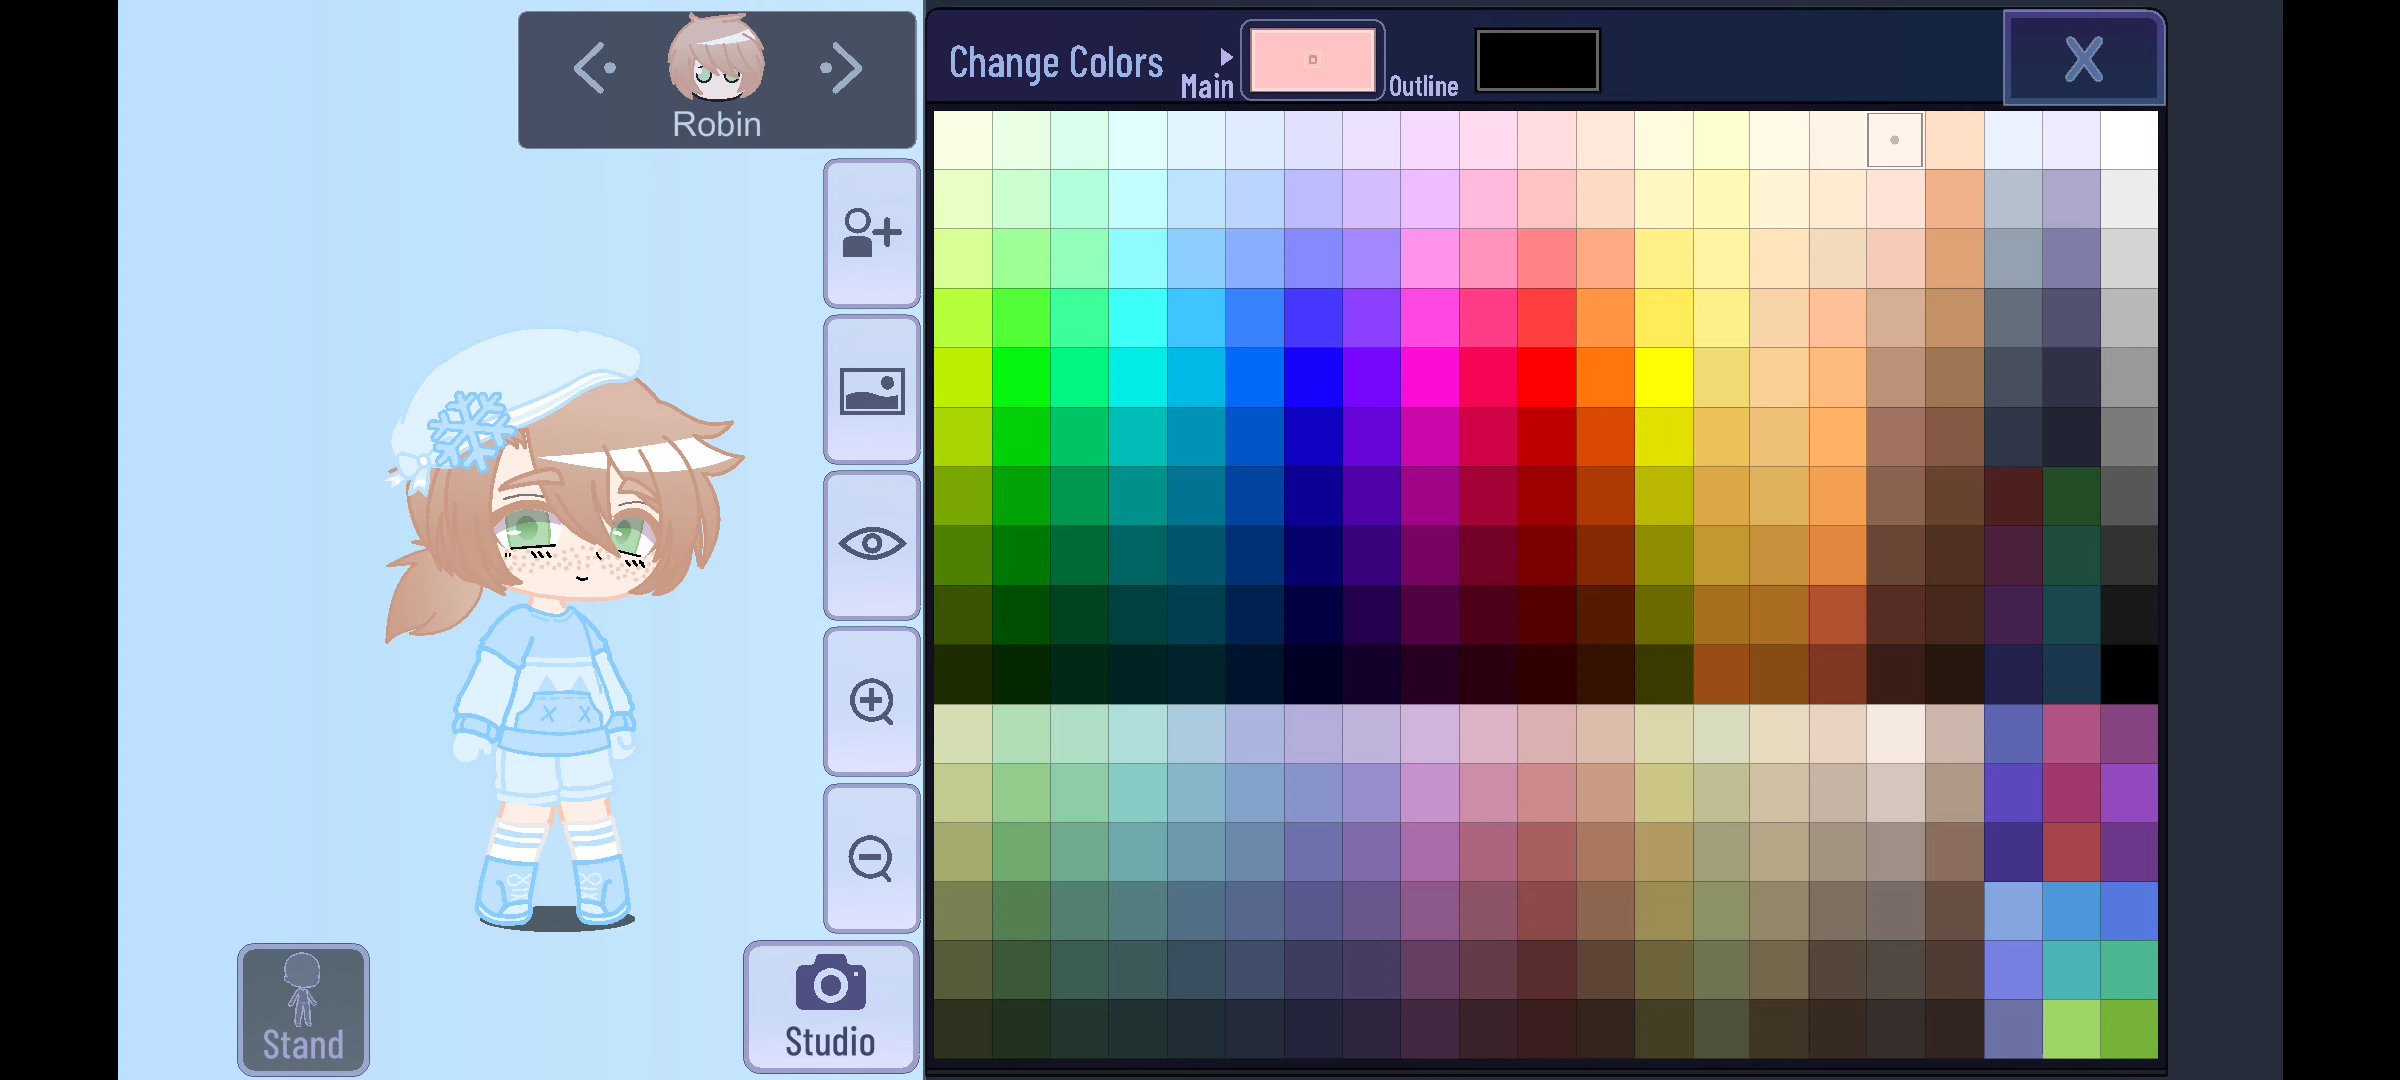 Robin
Change Colors
Main
Outline
X
Stand
Studio